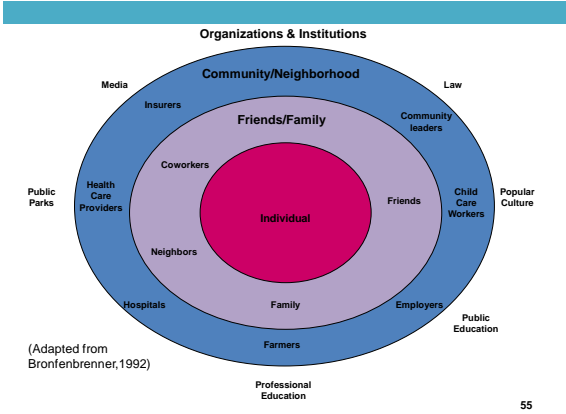 Organizations & Institutions
Community/Neighborhood
Media
Law
Insurers
Community
leaders
Friends/Family
Coworkers
Public
Parks
Health
Care
Providers
Individual
Friends
Child
Care
Workers
Popular
Culture
Neighbors
Hospitals
Family
Employers
Public
Education
Farmers
(Adapted from
Bronfenbrenner,1992)
Professional
Education
55